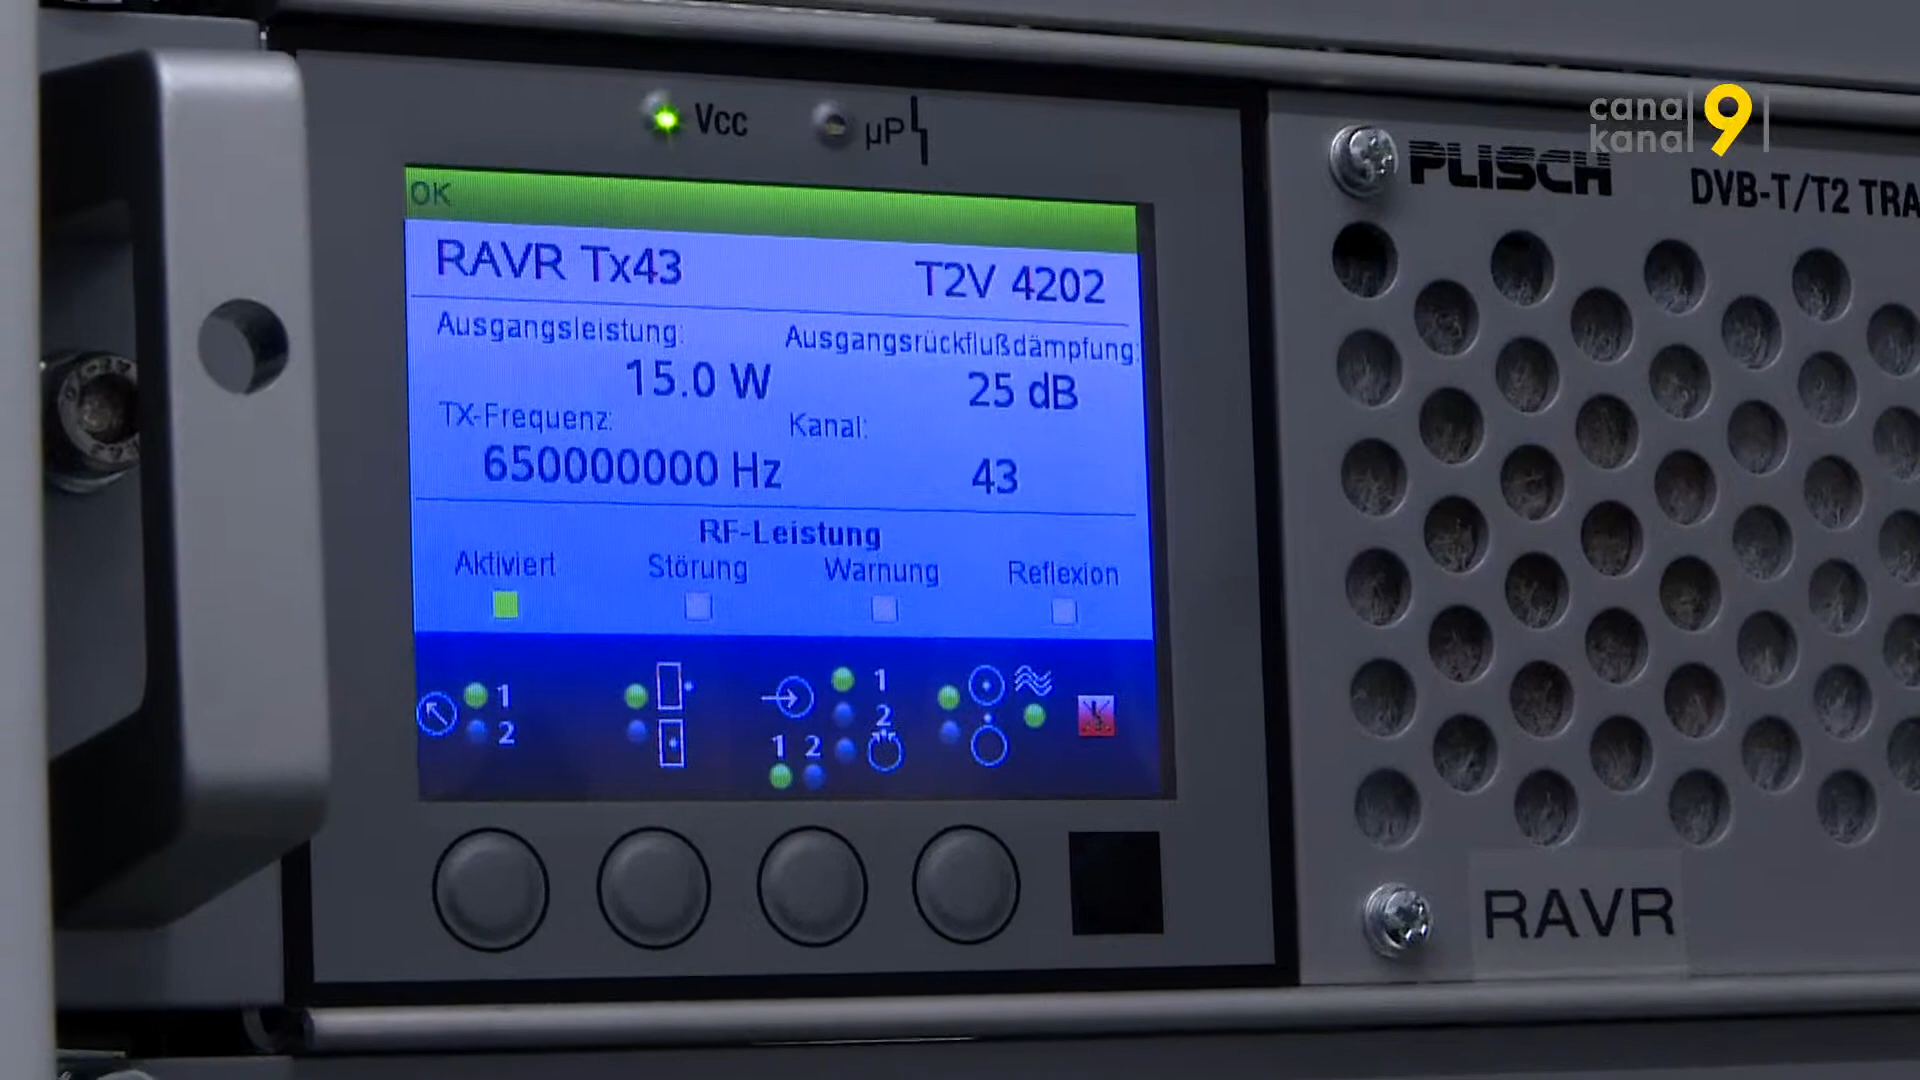 cana 9
kanal
Vcc µP
PLISCH DVB-T/T2 TRA
OK
RAVR Tx43 T2V 4202
Ausgangsleistung: Ausgangsrückflußdämpfung:
15.0 W 25 dB
TX-Frequenz: Kanal:
650000000 Hz 43
RF-Leistung
Aktiviert Störung Warnung Reflexion
1 1
2 2
1 2
RAVR